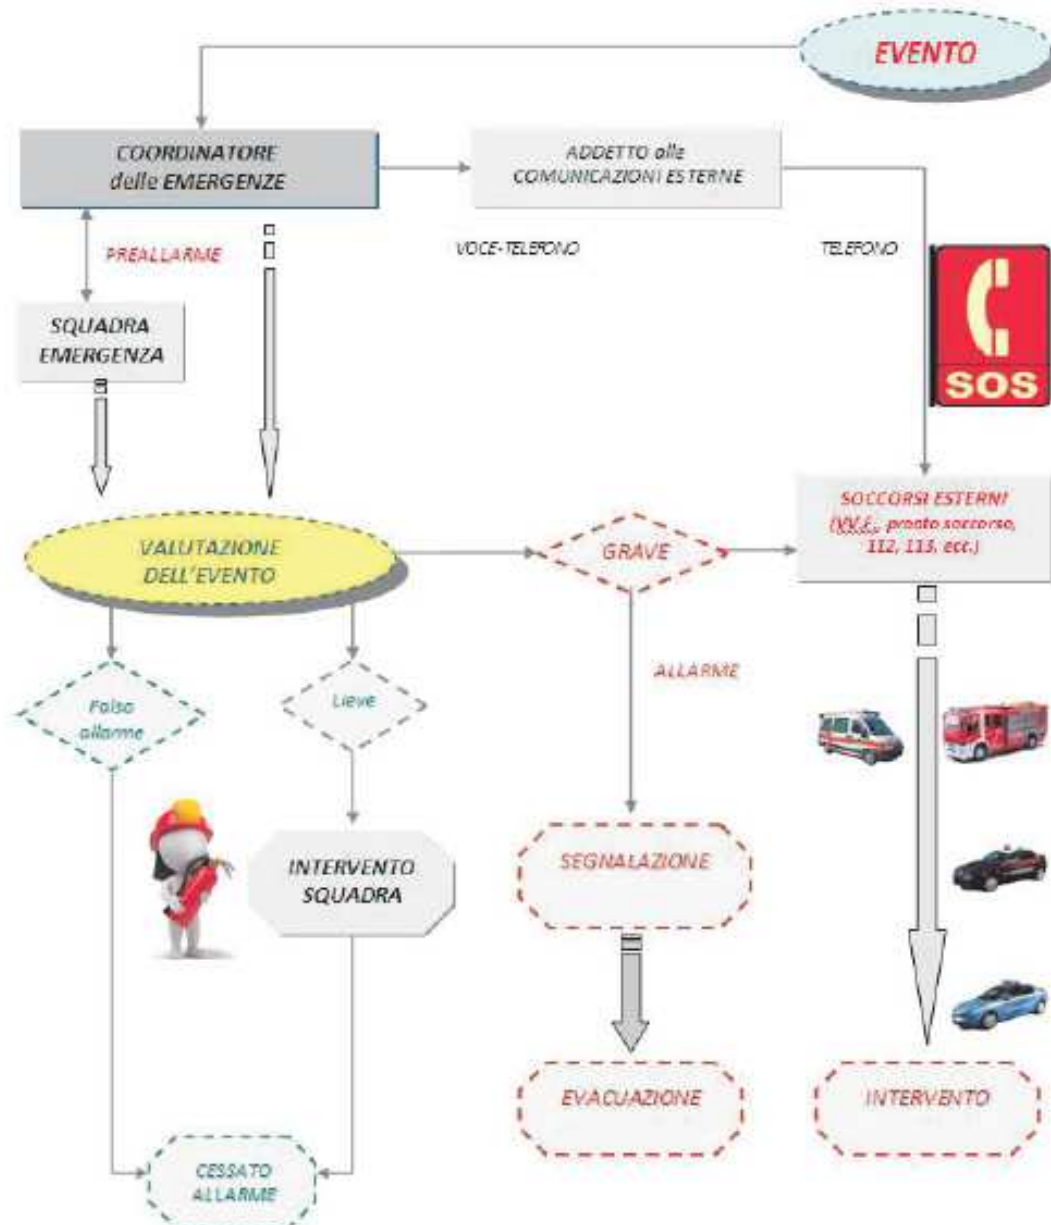 EVENTO
COORDINATORE
delle EMERGENZE
ADDETTO alle
COMUNICAZIONI ESTERNE
PREALLARME
VOCE-TELEFONO
TELEFONO
SOS
SQUADRA
EMERGENZA
VALUTAZIONE
DELL'EVENTO
GRAVE
SOCCORSI ESTERNI
(VV.F., pronto soccorso,
112, 113, ecc.)
ALLARME
Falso
allarme
Lieve
INTERVENTO
SQUADRA
SEGNALAZIONE
EVACUAZIONE
INTERVENTO
CESSATO
ALLARME